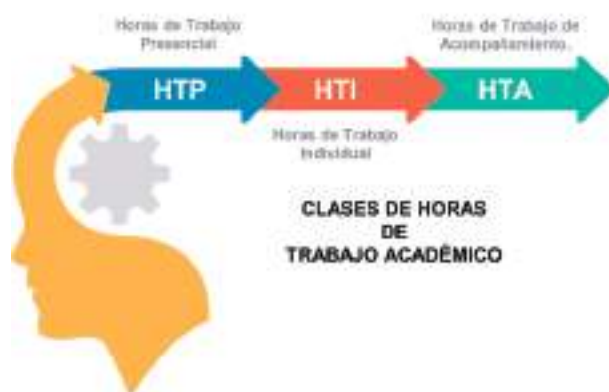 Horas de Trabajo
Presencial
Horas de Trabajo de
Acompañamiento.
HTP
HTI
HTA
Horas de Trabajo
Individual
CLASES DE HORAS
DE
TRABAJO ACADÉMICO